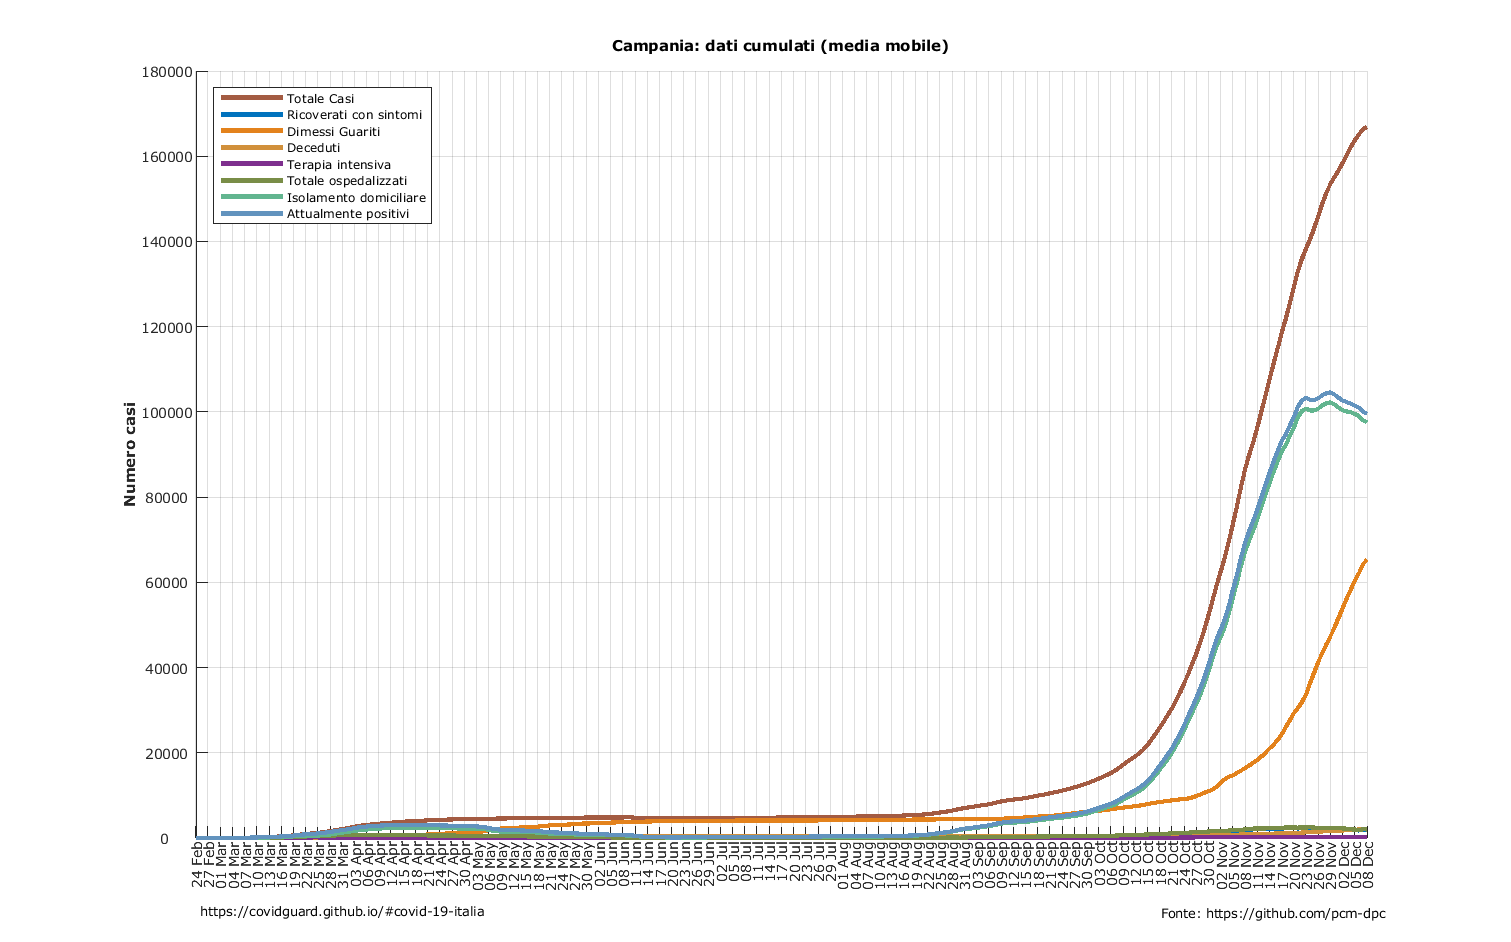 Campania: dati cumulati (media mobile)
180000
160000
140000
120000
100000
80000
60000
40000
20000
0
Numero casi
Totale Casi
Ricoverati con sintomi
Dimessi Guariti
Deceduti
Terapia intensiva
Totale ospedalizzati
Isolamento domiciliare
Attualmente positivi
24 Feb
27 Feb
01 Mar
04 Mar
07 Mar
10 Mar
13 Mar
16 Mar
19 Mar
22 Mar
25 Mar
28 Mar
31 Mar
03 Apr
06 Apr
09 Apr
12 Apr
15 Apr
18 Apr
21 Apr
24 Apr
27 Apr
30 Apr
03 May
06 May
09 May
12 May
15 May
18 May
21 May
24 May
27 May
30 May
02 Jun
05 Jun
08 Jun
11 Jun
14 Jun
17 Jun
20 Jun
23 Jun
26 Jun
29 Jun
02 Jul
05 Jul
08 Jul
11 Jul
14 Jul
17 Jul
20 Jul
23 Jul
26 Jul
29 Jul
01 Aug
04 Aug
07 Aug
10 Aug
13 Aug
16 Aug
19 Aug
22 Aug
25 Aug
28 Aug
31 Aug
03 Sep
06 Sep
09 Sep
12 Sep
15 Sep
18 Sep
21 Sep
24 Sep
27 Sep
30 Sep
03 Oct
06 Oct
09 Oct
12 Oct
15 Oct
18 Oct
21 Oct
24 Oct
27 Oct
30 Oct
02 Nov
05 Nov
08 Nov
11 Nov
14 Nov
17 Nov
20 Nov
23 Nov
26 Nov
29 Nov
02 Dec
05 Dec
08 Dec
https://covidguard.github.io/#covid-19-italia
Fonte: https://github.com/pcm-dpc